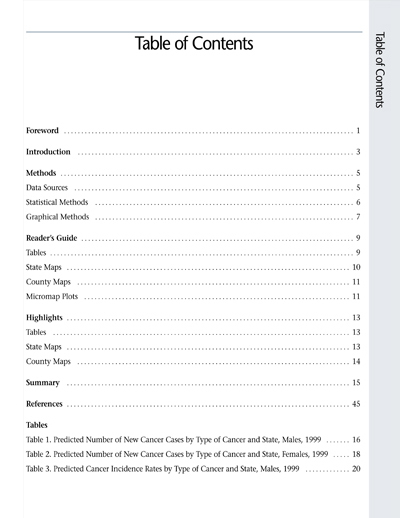 Table of Contents
Table of Contents
Foreword ........................................................................ 1
Introduction ..................................................................... 3
Methods ......................................................................... 5
Data Sources ..................................................................... 5
Statistical Methods ................................................................ 6
Graphical Methods ................................................................ 7
Reader's Guide ................................................................... 9
Tables ........................................................................... 9
State Maps ...................................................................... 10
County Maps .................................................................... 11
Micromap Plots .................................................................. 11
Highlights ....................................................................... 13
Tables .......................................................................... 13
State Maps ...................................................................... 13
County Maps .................................................................... 14
Summary ....................................................................... 15
References ...................................................................... 45
Tables
Table 1. Predicted Number of New Cancer Cases by Type of Cancer and State, Males, 1999 ....... 16
Table 2. Predicted Number of New Cancer Cases by Type of Cancer and State, Females, 1999 ..... 18
Table 3. Predicted Cancer Incidence Rates by Type of Cancer and State, Males, 1999 ............. 20